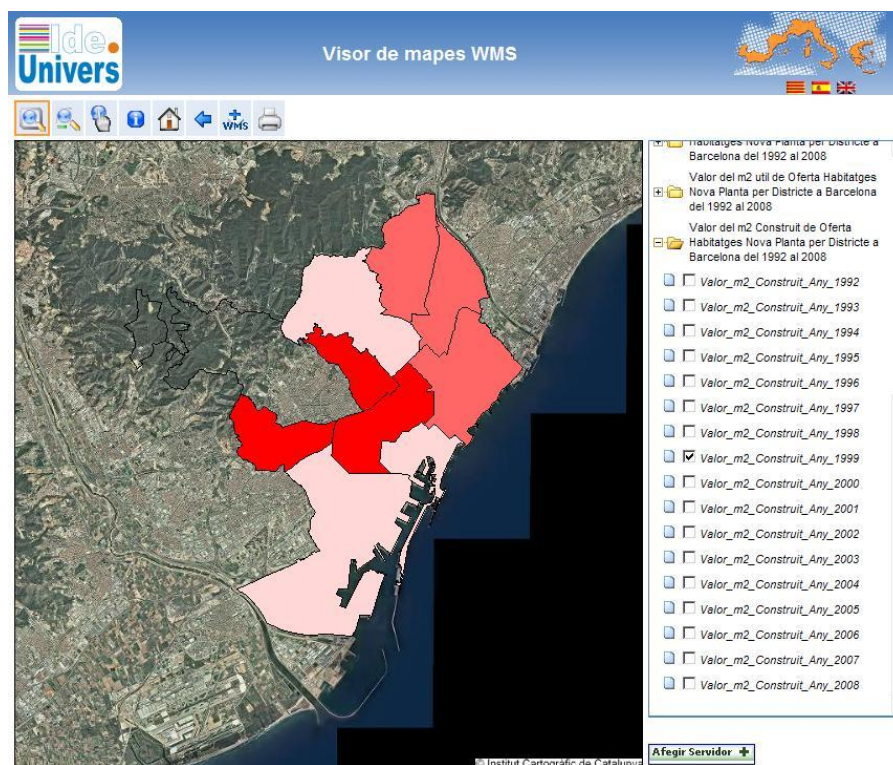 Ide
Univers
Visor de mapes WMS
WMS
Habitatges Nova Planta per Districte a
Barcelona del 1992 al 2008
Valor del m2 util de Oferta Habitatges
Nova Planta per Districte a Barcelona
del 1992 al 2008
Valor del m2 Construit de Oferta
Habitatges Nova Planta per Districte a
Barcelona del 1992 al 2008
Valor_m2_Construit_Any_1992
Valor_m2_Construit_Any_1993
Valor_m2_Construit_Any_1994
Valor_m2_Construit_Any_1995
Valor_m2_Construit_Any_1996
Valor_m2_Construit_Any_1997
Valor_m2_Construit_Any_1998
Valor_m2_Construit_Any_1999
Valor_m2_Construit_Any_2000
Valor_m2_Construit_Any_2001
Valor_m2_Construit_Any_2002
Valor_m2_Construit_Any_2003
Valor_m2_Construit_Any_2004
Valor_m2_Construit_Any_2005
Valor_m2_Construit_Any_2006
Valor_m2_Construit_Any_2007
Valor_m2_Construit_Any_2008
© Institut Cartogràfic de Catalunya
Afegir Servidor +